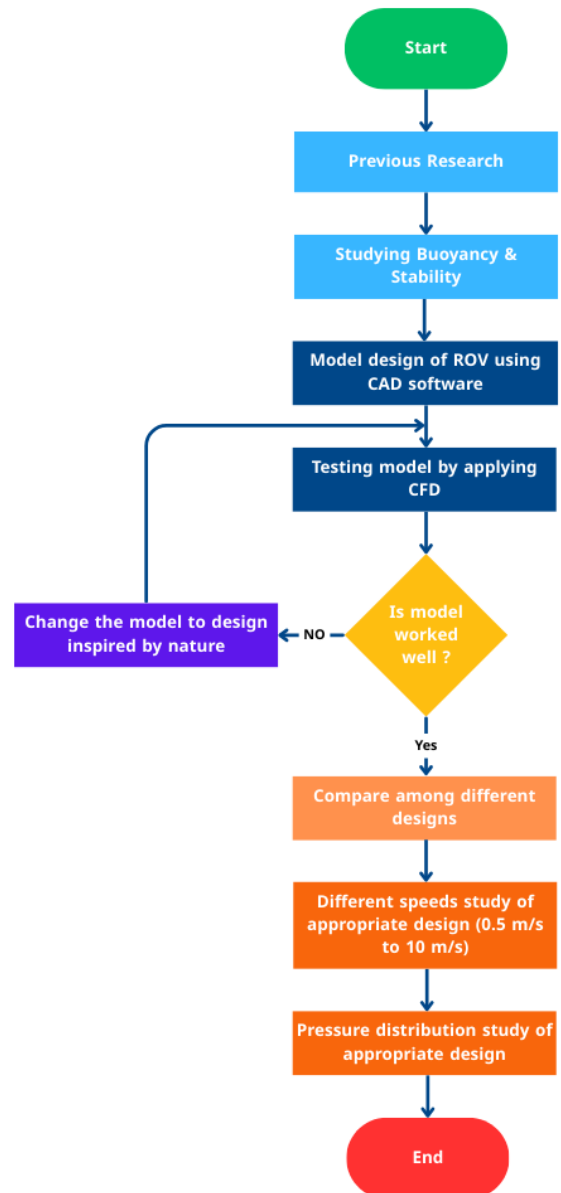 Start
Previous Research
Studying Buoyancy &
Stability
Model design of ROV using
CAD software
Testing model by applying
CFD
Is model
worked
well ?
NO
Change the model to design
inspired by nature
Yes
Compare among different
designs
Different speeds study of
appropriate design (0.5 m/s
to 10 m/s)
Pressure distribution study of
appropriate design
End